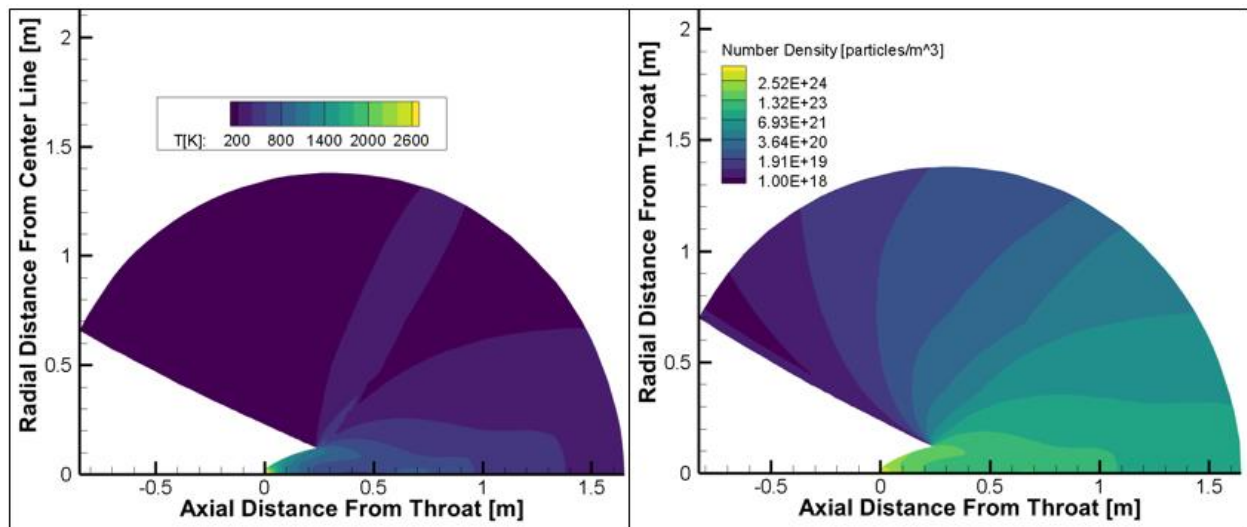 Radial Distance From Center Line [m]
2
1.5
1
0.5
0
T[K]: 200 800 1400 2000 2600
-0.5 0 0.5 1 1.5
Axial Distance From Throat [m]
Radial Distance From Throat [m]
2
1.5
1
0.5
0
Number Density [particles/m^3]
2.52E+24
1.32E+23
6.93E+21
3.64E+20
1.91E+19
1.00E+18
-0.5 0 0.5 1 1.5
Axial Distance From Throat [m]